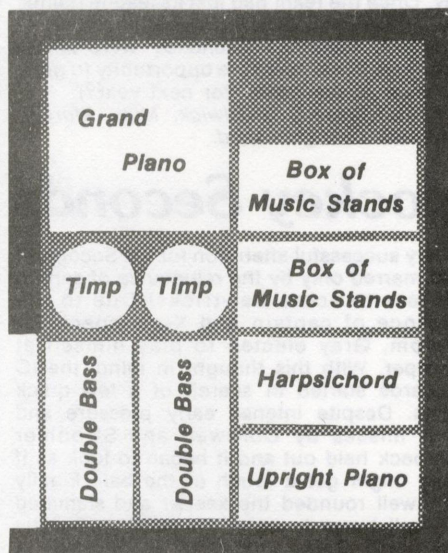 Grand
Piano
Box of
Music Stands
Timp
Timp
Box of
Music Stands
Double Bass
Double Bass
Harpsichord
Upright Piano